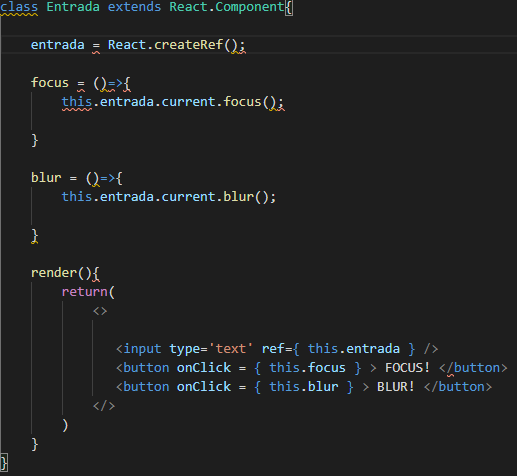 class Entrada extends React.Component{
entrada = React.createRef();
focus = ()=>{
this.entrada.current.focus();
}
blur = ()=>{
this.entrada.current.blur();
}
render(){
return(
<>
<input type='text' ref={ this.entrada } />
<button onClick = { this.focus } > FOCUS! </button>
<button onClick = { this.blur } > BLUR! </button>
</>
)
}
}